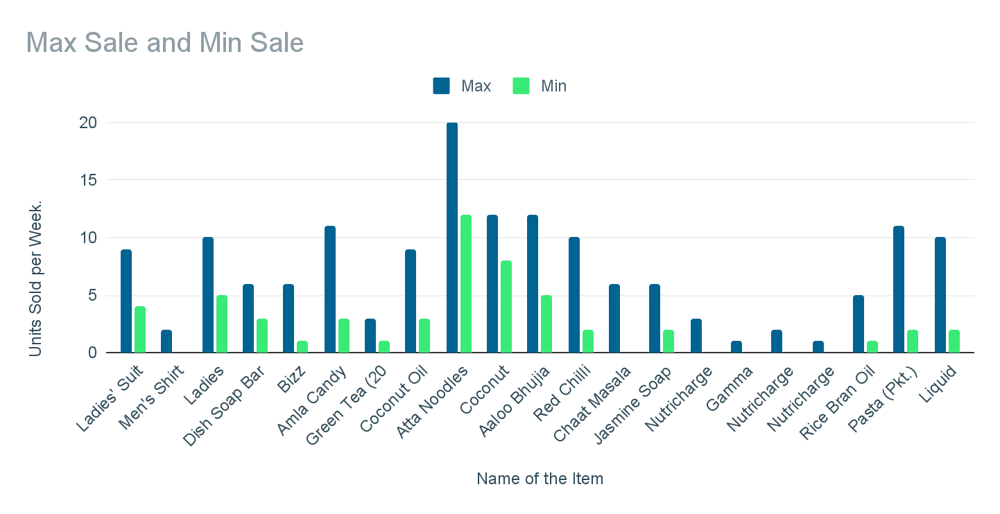 Max Sale and Min Sale
Max Min
20
15
10
5
0
Units Sold per Week.
Ladies' Suit
Men's Shirt
Ladies
Dish Soap Bar
Bizz
Amla Candy
Green Tea (20
Coconut Oil
Atta Noodles
Coconut
Aaloo Bhujia
Red Chilli
Chaat Masala
Jasmine Soap
Nutricharge
Gamma
Nutricharge
Nutricharge
Rice Bran Oil
Pasta (Pkt.)
Liquid
Name of the Item